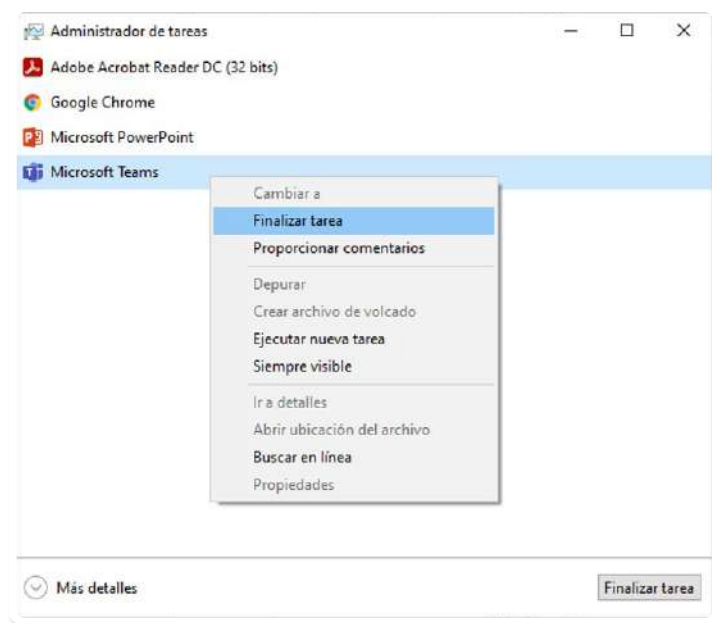 Administrador de tareas
Adobe Acrobat Reader DC (32 bits)
Google Chrome
Microsoft PowerPoint
Microsoft Teams
Cambiar a
Finalizar tarea
Proporcionar comentarios
Depurar
Crear archivo de volcado
Ejecutar nueva tarea
Siempre visible
Ir a detalles
Abrir ubicación del archivo
Buscar en línea
Propiedades
Más detalles
Finalizar tarea